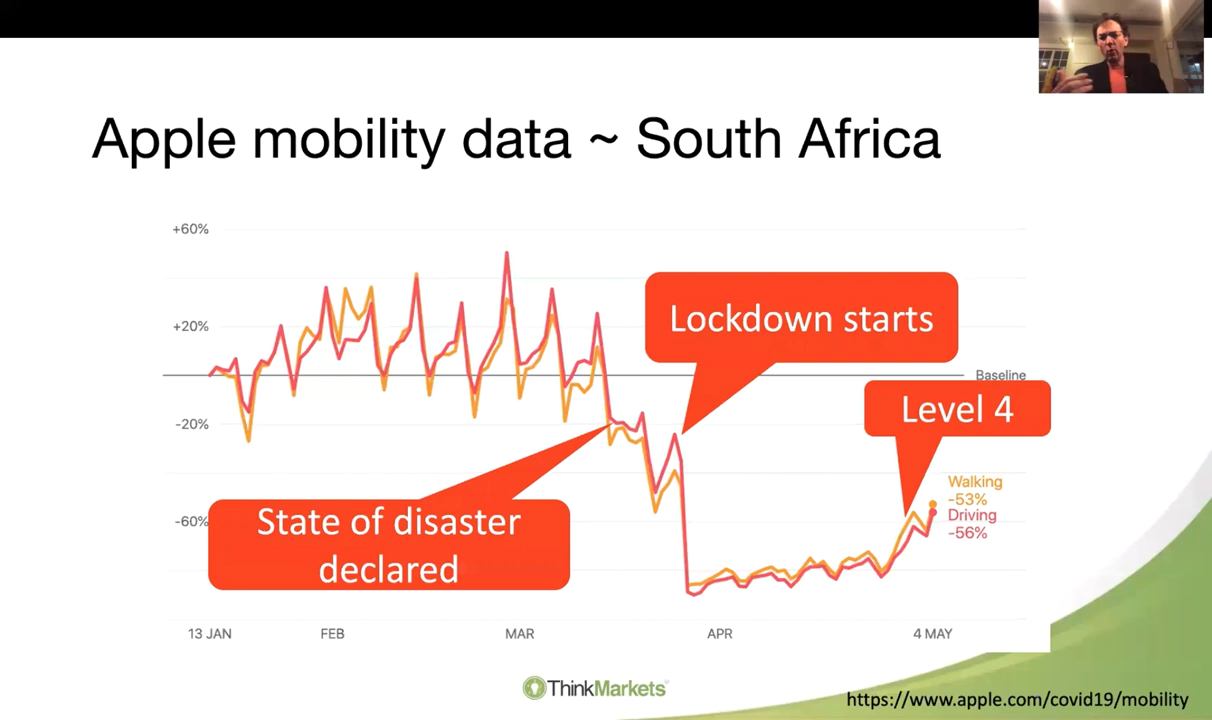 Apple mobility data ~ South Africa
+60%
+20%
-20%
-60%
Baseline
Lockdown starts
Level 4
State of disaster
declared
Walking
-53%
Driving
-56%
13 JAN
FEB
MAR
APR
4 MAY
ThinkMarkets
https://www.apple.com/covid19/mobility